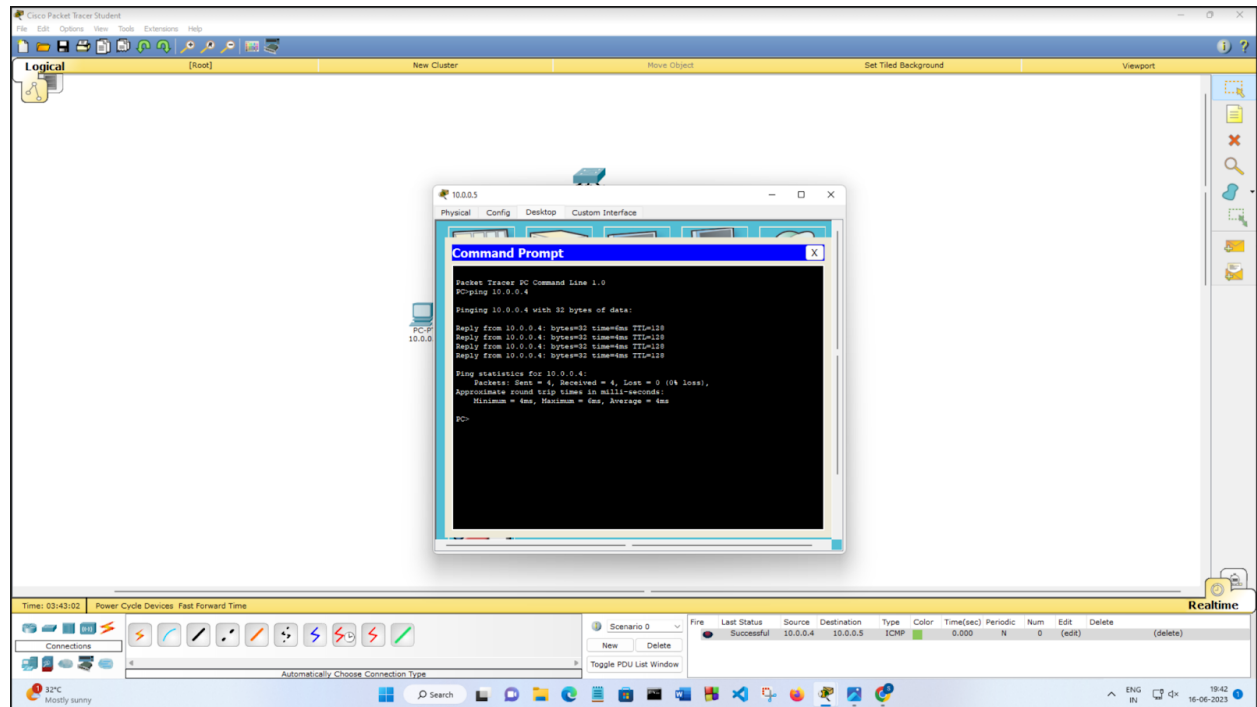 Cisco Packet Tracer Student
File Edit Options View Tools Extensions Help
Logical [Root] New Cluster Move Object Set Tiled Background Viewport
10.0.0.5
Physical Config Desktop Custom Interface
Command Prompt X
Packet Tracer PC Command Line 1.0
PC>ping 10.0.0.4
Pinging 10.0.0.4 with 32 bytes of data:
Reply from 10.0.0.4: bytes=32 time=6ms TTL=128
Reply from 10.0.0.4: bytes=32 time=4ms TTL=128
Reply from 10.0.0.4: bytes=32 time=4ms TTL=128
Reply from 10.0.0.4: bytes=32 time=4ms TTL=128
Ping statistics for 10.0.0.4:
Packets: Sent = 4, Received = 4, Lost = 0 (0% loss),
Approximate round trip times in milli-seconds:
Minimum = 4ms, Maximum = 6ms, Average = 4ms
PC>
PC-P
10.0.0
Time: 03:43:02 Power Cycle Devices Fast Forward Time Realtime
Connections
Automatically Choose Connection Type
Scenario 0
New Delete
Toggle PDU List Window
Fire Last Status Source Destination Type Color Time(sec) Periodic Num Edit Delete
Successful 10.0.0.4 10.0.0.5 ICMP 0.000 N 0 (edit) (delete)
32°C
Mostly sunny
Search
ENG
IN
19:42
16-06-2023